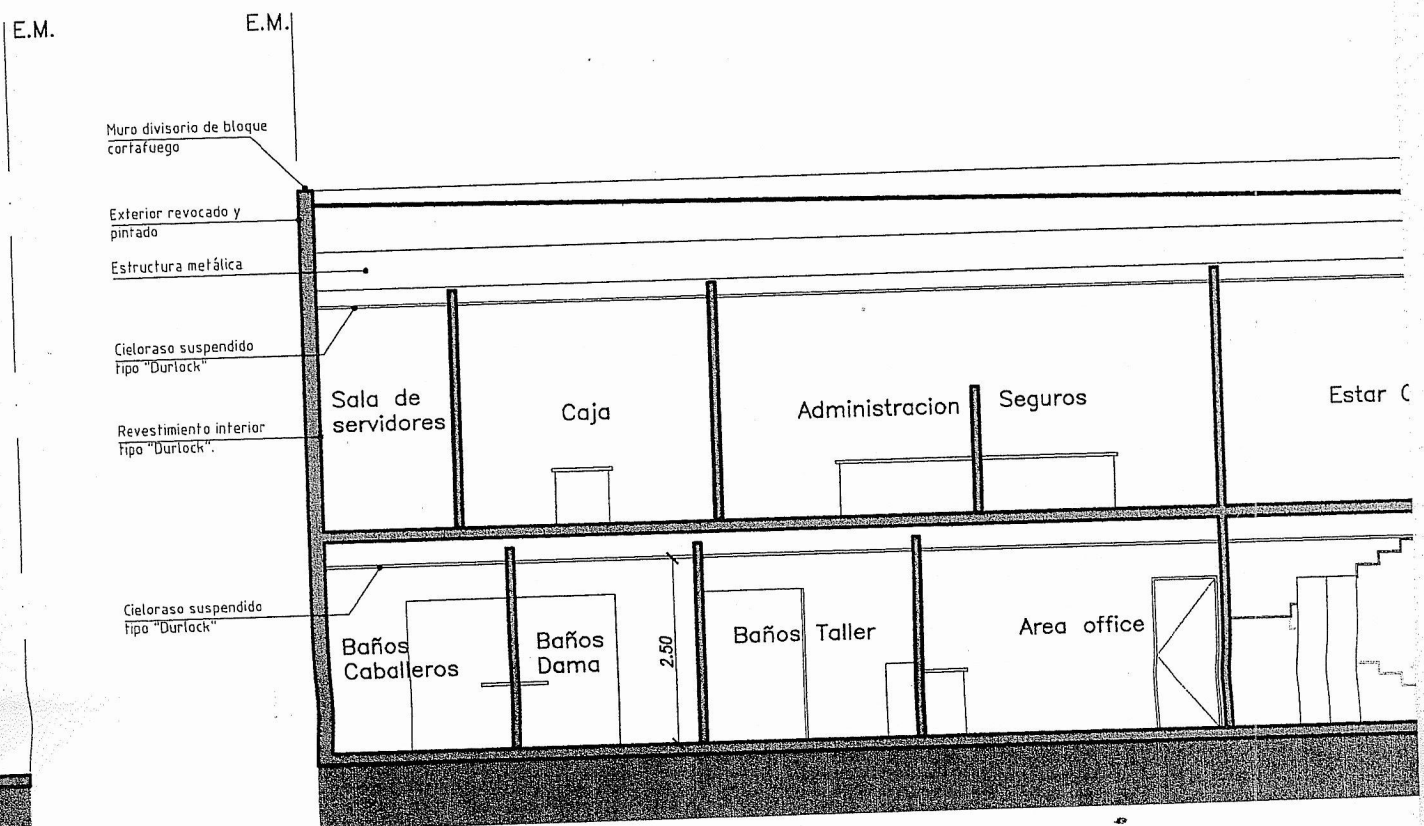 E.M.
E.M.
Muro divisorio de bloque
cortafuego
Exterior revocado y
pintado
Estructura metálica
Cieloraso suspendido
tipo "Durlock"
Revestimiento interior
tipo "Durlock".
Cieloraso suspendido
tipo "Durlock"
Sala de
servidores
Caja
Administracion
Seguros
Estar
Baños
Caballeros
Baños
Dama
2.50
Baños Taller
Area office